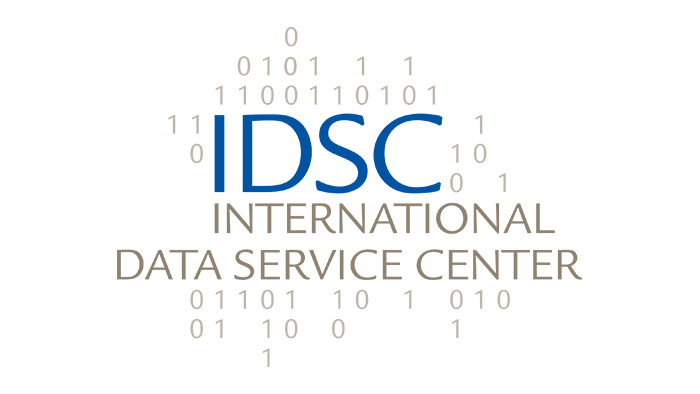 0
0101 1 1
1100110101
11 1
0 10
IDSC
0 1
INTERNATIONAL
DATA SERVICE CENTER
01101 10 1 010
01 10 0 1
1